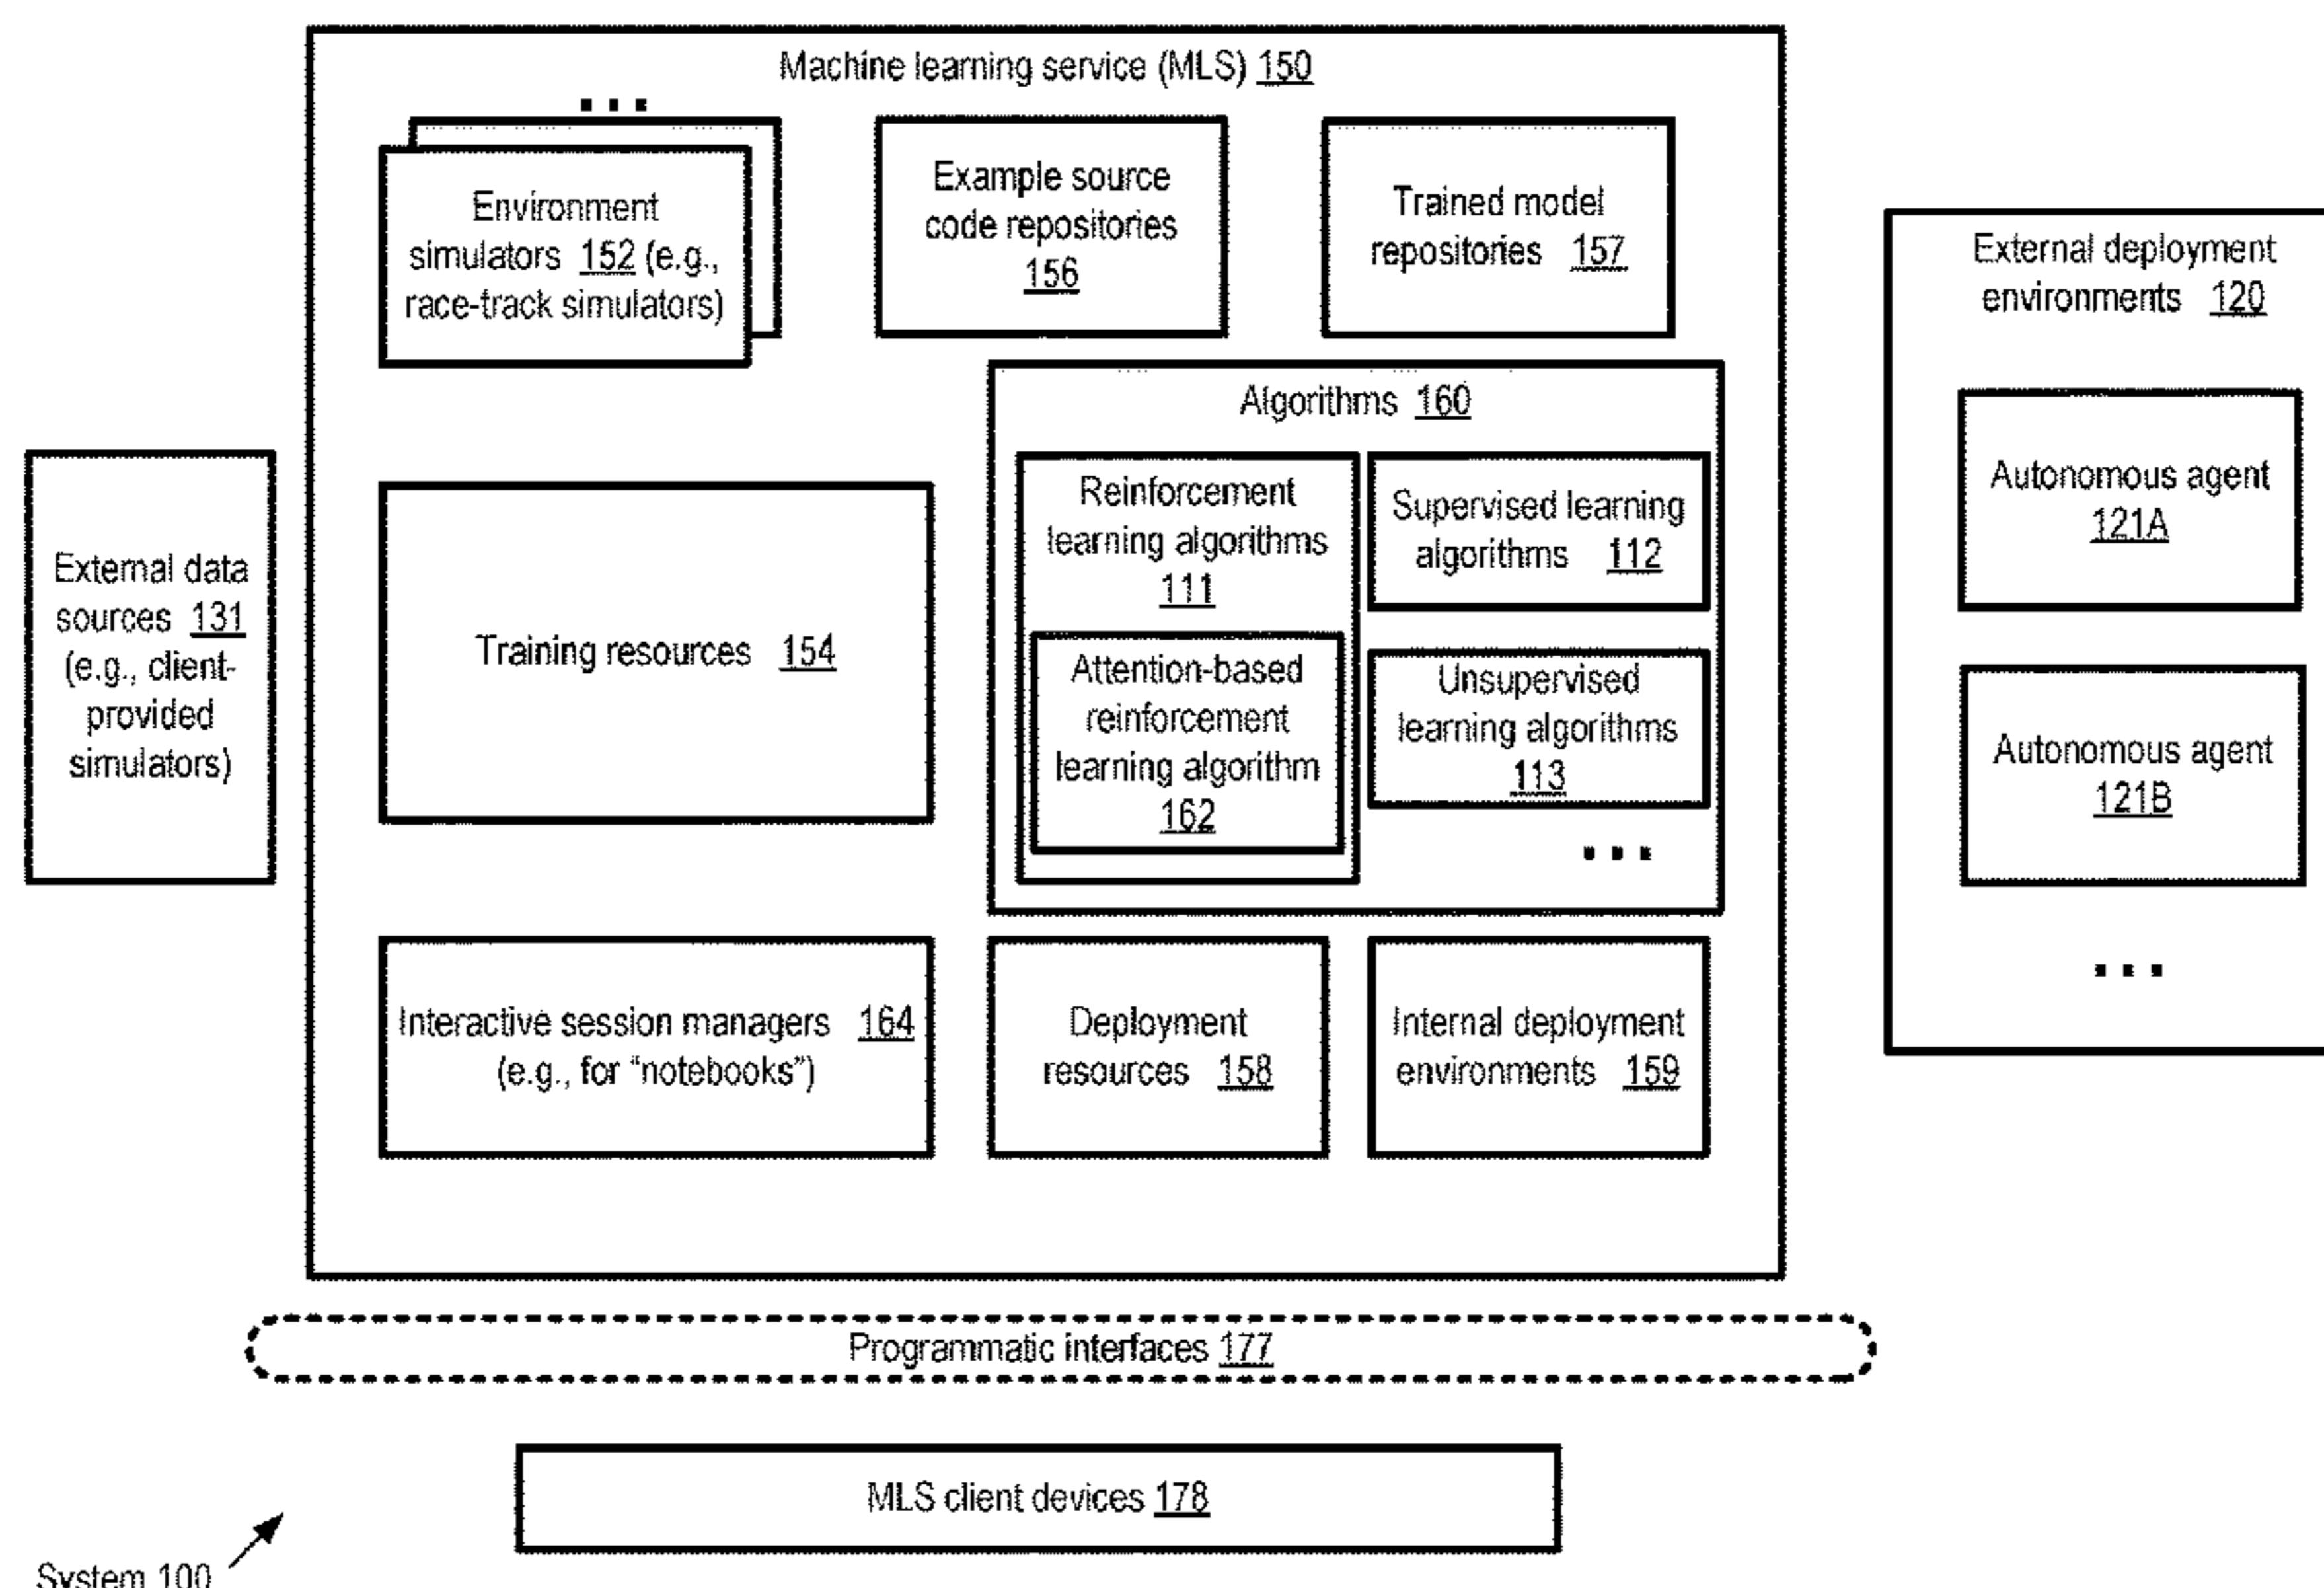 Machine learning service (MLS) 150
...
Environment
simulators 152 (e.g.,
race-track simulators)
Example source
code repositories
156
Trained model
repositories 157
External deployment
environments 120
Autonomous agent
121A
Autonomous agent
121B
...
External data
sources 131
(e.g., client-
provided
simulators)
Training resources 154
Algorithms 160
Reinforcement
learning algorithms
111
Attention-based
reinforcement
learning algorithm
162
Supervised learning
algorithms 112
Unsupervised
learning algorithms
113
...
Interactive session managers 164
(e.g., for “notebooks”)
Deployment
resources 158
Internal deployment
environments 159
Programmatic interfaces 177
MLS client devices 178
System 100